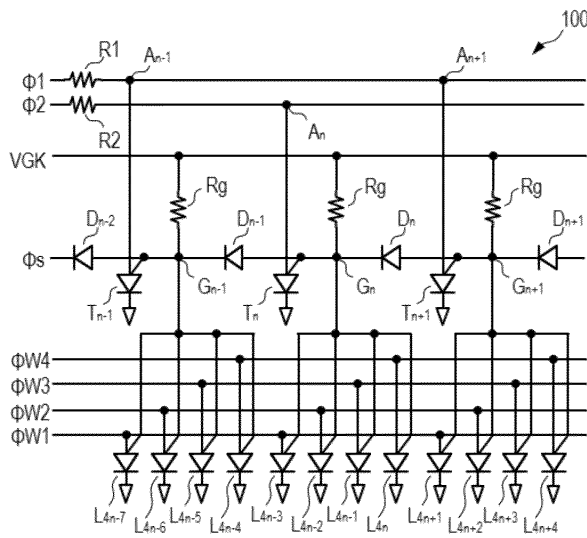 100
R1 Aₙ₋₁ Aₙ₊₁
Φ1
Φ2
R2 Aₙ
VGK
Rg Rg Rg
Dₙ₋₂ Dₙ₋₁ Dₙ Dₙ₊₁
Φs
Gₙ₋₁ Gₙ Gₙ₊₁
Tₙ₋₁ Tₙ Tₙ₊₁
ΦW4
ΦW3
ΦW2
ΦW1
L₄ₙ₋₇ L₄ₙ₋₆ L₄ₙ₋₅ L₄ₙ₋₄ L₄ₙ₋₃ L₄ₙ₋₂ L₄ₙ₋₁ L₄ₙ L₄ₙ₊₁ L₄ₙ₊₂ L₄ₙ₊₃ L₄ₙ₊₄